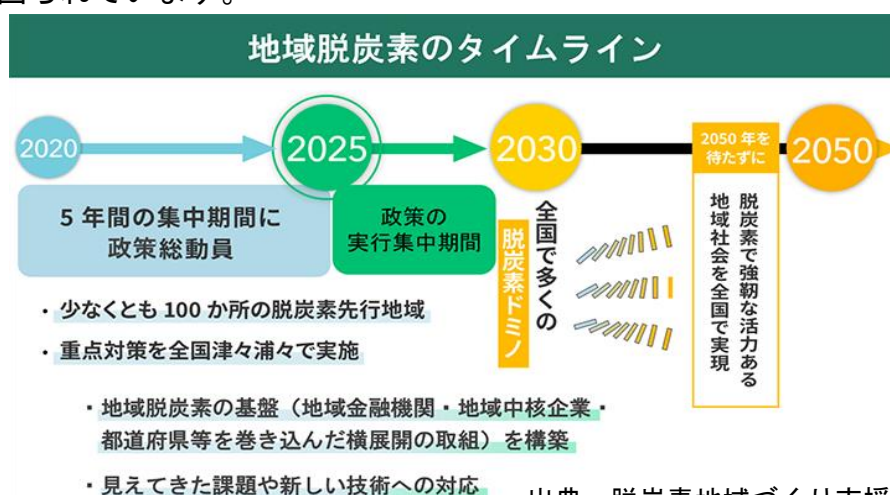 られています。
地域脱炭素のタイムライン
2020
2025
2030
2050年を
待たずに
2050
5年間の集中期間に
政策総動員
政策の
実行集中期間
全国で多くの
脱炭素ドミノ
脱炭素で強靭な活力ある
地域社会を全国で実現
・少なくとも100か所の脱炭素先行地域
・重点対策を全国津々浦々で実施
・地域脱炭素の基盤（地域金融機関・地域中核企業・
都道府県等を巻き込んだ横展開の取組）を構築
・見えてきた課題や新しい技術への対応
出典 脱炭素地域づくり支援